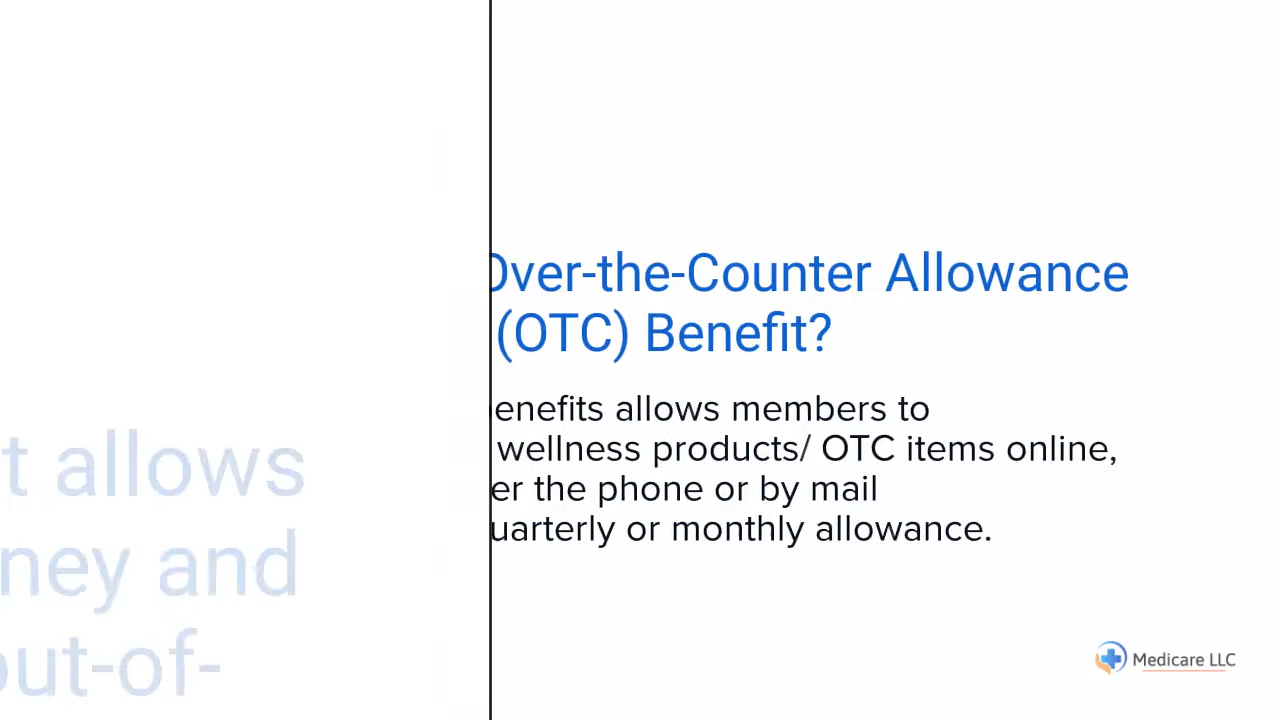 Over-the-Counter Allowance
(OTC) Benefit?
enefits allows members to
wellness products/ OTC items online,
er the phone or by mail
uarterly or monthly allowance.
t allows
ney and
out-of-
Medicare LLC